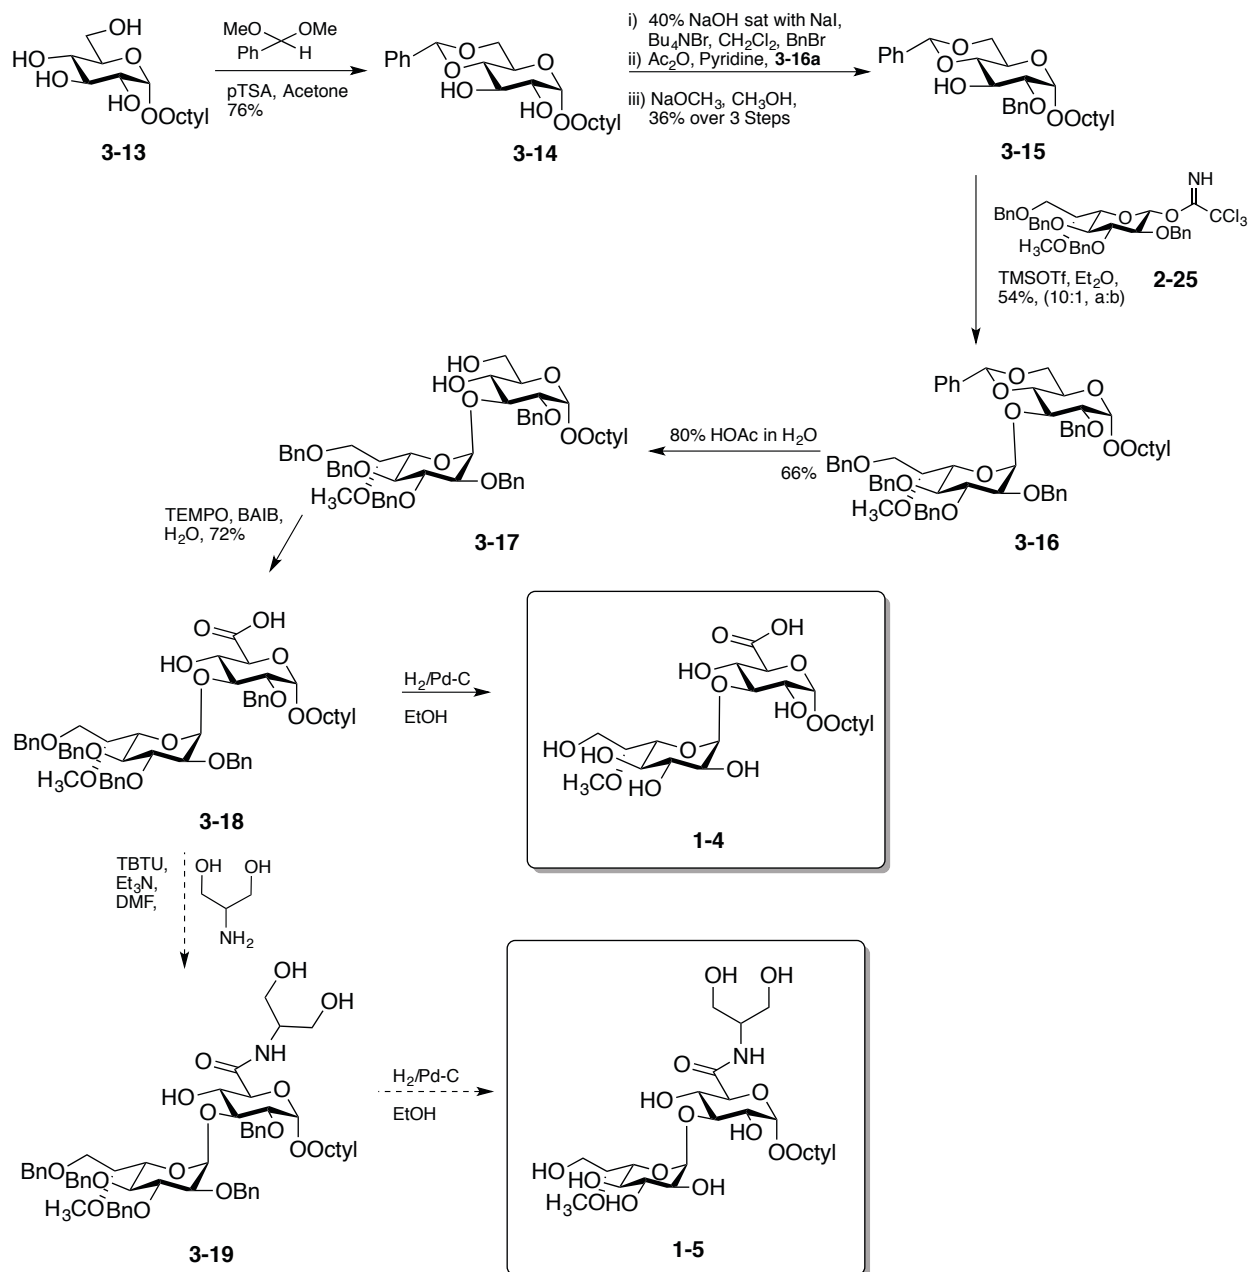 OH
HO
O
HO
HO
OOctyl
3-13
MeO OMe
Ph H
pTSA, Acetone
76%
Ph O O
O
O
HO
HO
OOctyl
3-14
i) 40% NaOH sat with NaI,
Bu4NBr, CH2Cl2, BnBr
ii) Ac2O, Pyridine, 3-16a
iii) NaOCH3, CH3OH,
36% over 3 Steps
Ph O O
O
O
HO
BnO
OOctyl
3-15
NH
BnO O O CCl3
BnO OBn
H3CO BnO
2-25
TMSOTf, Et2O,
54%, (10:1, a:b)
Ph O O
O
O
O
BnO
OOctyl
BnO O
BnO OBn
H3CO BnO
3-16
80% HOAc in H2O
66%
HO
O
HO
O
BnO
OOctyl
BnO O
BnO OBn
H3CO BnO
3-17
TEMPO, BAIB,
H2O, 72%
OH
O
O
HO
O
BnO
OOctyl
BnO O
BnO OBn
H3CO BnO
3-18
H2/Pd-C
EtOH
OH
O
O
HO
O
HO
OOctyl
HO O
HO OH
H3CO HO
1-4
TBTU,
Et3N,
DMF,
OH OH
NH2
OH
OH
NH
O
O
HO
O
BnO
OOctyl
BnO O
BnO OBn
H3CO BnO
3-19
H2/Pd-C
EtOH
OH OH
NH
O
O
HO
O
HO
OOctyl
HO O
HO OH
H3CO HO
1-5